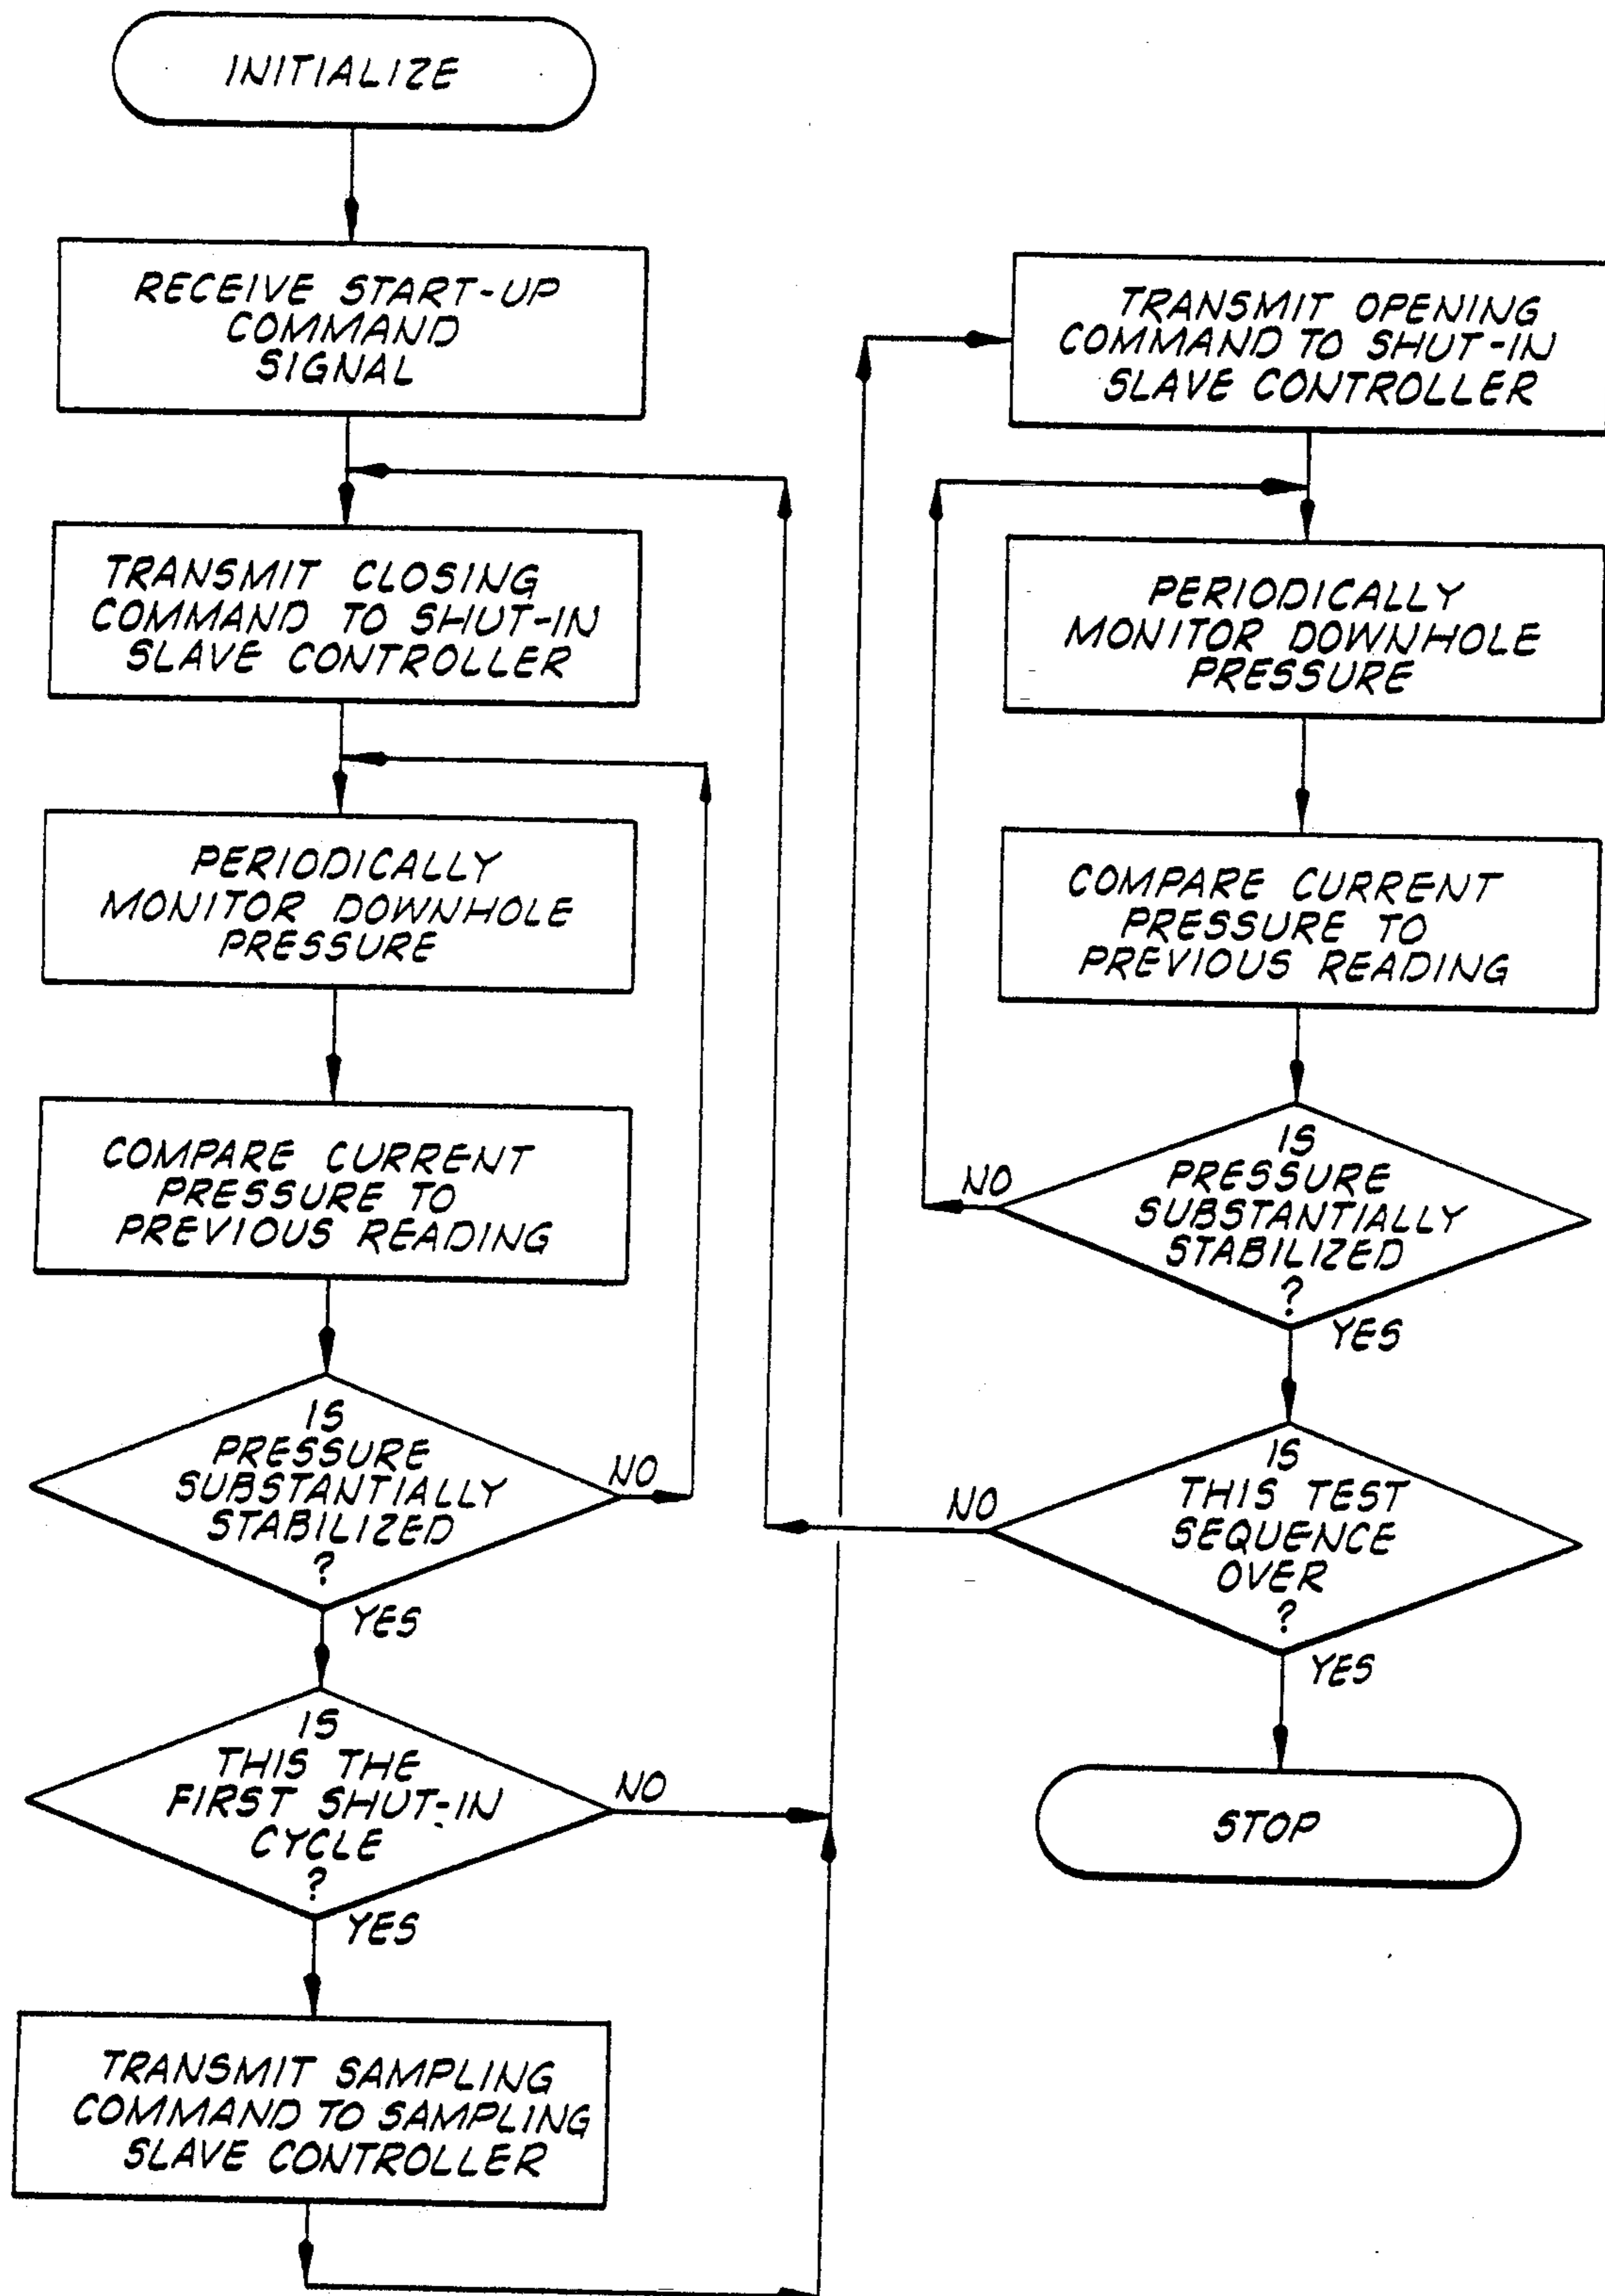 INITIALIZE
RECEIVE START-UP
COMMAND
SIGNAL
TRANSMIT CLOSING
COMMAND TO SHUT-IN
SLAVE CONTROLLER
PERIODICALLY
MONITOR DOWNHOLE
PRESSURE
COMPARE CURRENT
PRESSURE TO
PREVIOUS READING
IS
PRESSURE
SUBSTANTIALLY
STABILIZED
?
NO
YES
IS
THIS THE
FIRST SHUT-IN
CYCLE
?
NO
YES
TRANSMIT SAMPLING
COMMAND TO SAMPLING
SLAVE CONTROLLER
TRANSMIT OPENING
COMMAND TO SHUT-IN
SLAVE CONTROLLER
PERIODICALLY
MONITOR DOWNHOLE
PRESSURE
COMPARE CURRENT
PRESSURE TO
PREVIOUS READING
IS
PRESSURE
SUBSTANTIALLY
STABILIZED
?
NO
YES
IS
THIS TEST
SEQUENCE
OVER
?
NO
YES
STOP